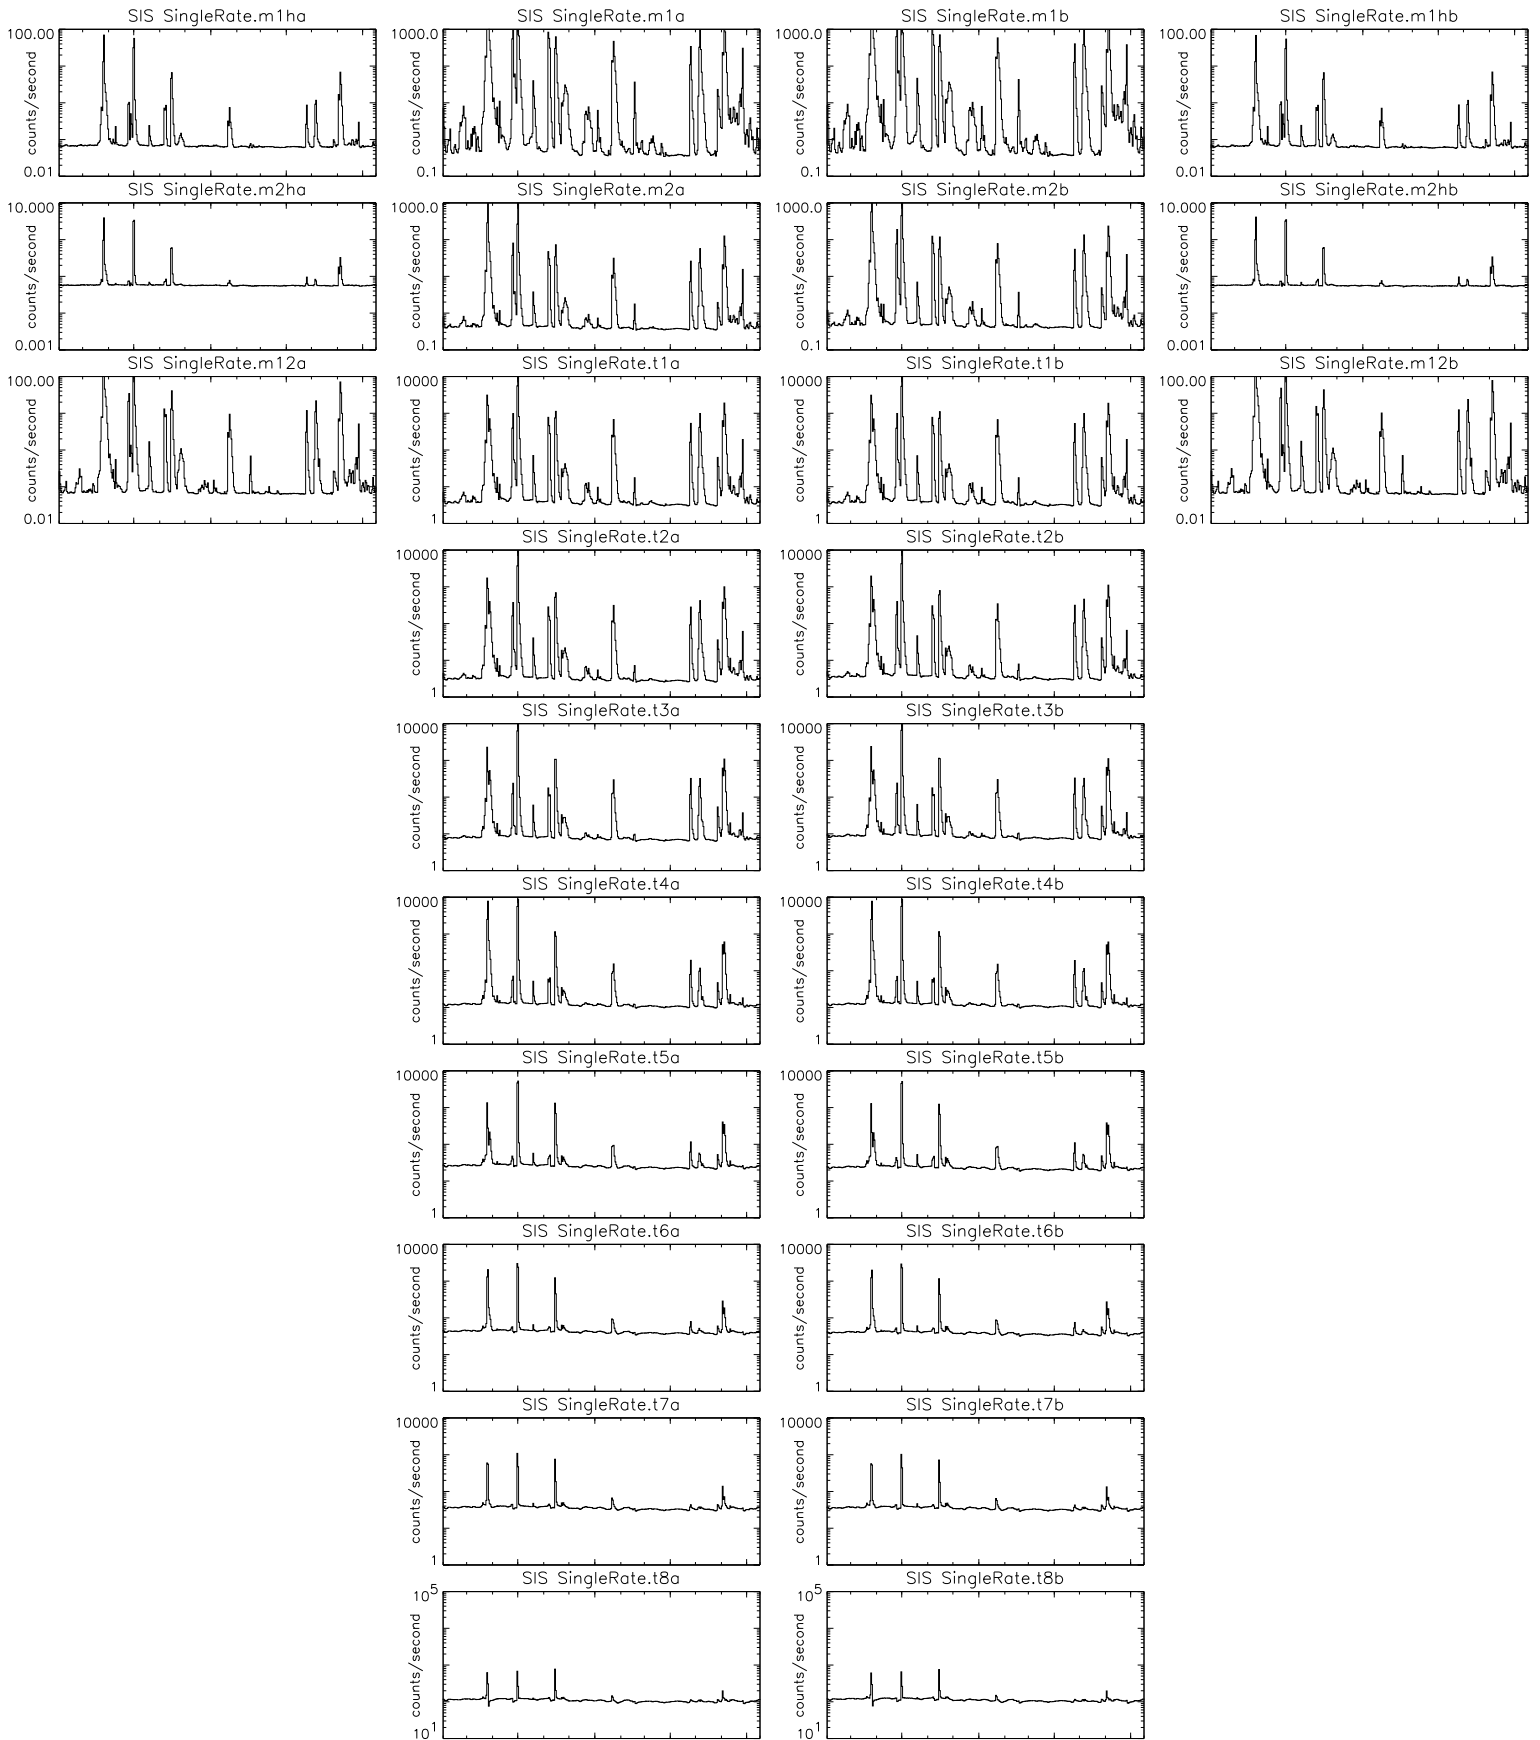 SIS SingleRate.m1ha
SIS SingleRate.m1a
SIS SingleRate.m1b
SIS SingleRate.m1hb
100.00
counts/second
0.01
1000.0
counts/second
0.1
1000.0
counts/second
0.1
100.00
counts/second
0.01
SIS SingleRate.m2ha
SIS SingleRate.m2a
SIS SingleRate.m2b
SIS SingleRate.m2hb
10.000
counts/second
0.001
1000.0
counts/second
0.1
1000.0
counts/second
0.1
10.000
counts/second
0.001
SIS SingleRate.m12a
SIS SingleRate.t1a
SIS SingleRate.t1b
SIS SingleRate.m12b
100.00
counts/second
0.01
10000
counts/second
1
10000
counts/second
1
100.00
counts/second
0.01
SIS SingleRate.t2a
SIS SingleRate.t2b
10000
counts/second
1
10000
counts/second
1
SIS SingleRate.t3a
SIS SingleRate.t3b
10000
counts/second
1
10000
counts/second
1
SIS SingleRate.t4a
SIS SingleRate.t4b
10000
counts/second
1
10000
counts/second
1
SIS SingleRate.t5a
SIS SingleRate.t5b
10000
counts/second
1
10000
counts/second
1
SIS SingleRate.t6a
SIS SingleRate.t6b
10000
counts/second
1
10000
counts/second
1
SIS SingleRate.t7a
SIS SingleRate.t7b
10000
counts/second
1
10000
counts/second
1
SIS SingleRate.t8a
SIS SingleRate.t8b
10⁵
counts/second
10¹
10⁵
counts/second
10¹